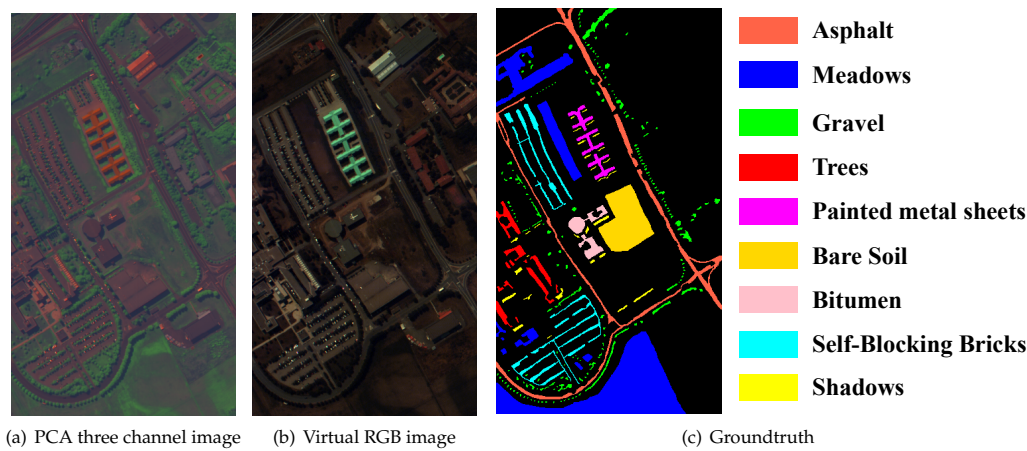 Asphalt
Meadows
Gravel
Trees
Painted metal sheets
Bare Soil
Bitumen
Self-Blocking Bricks
Shadows
(a) PCA three channel image
(b) Virtual RGB image
(c) Groundtruth